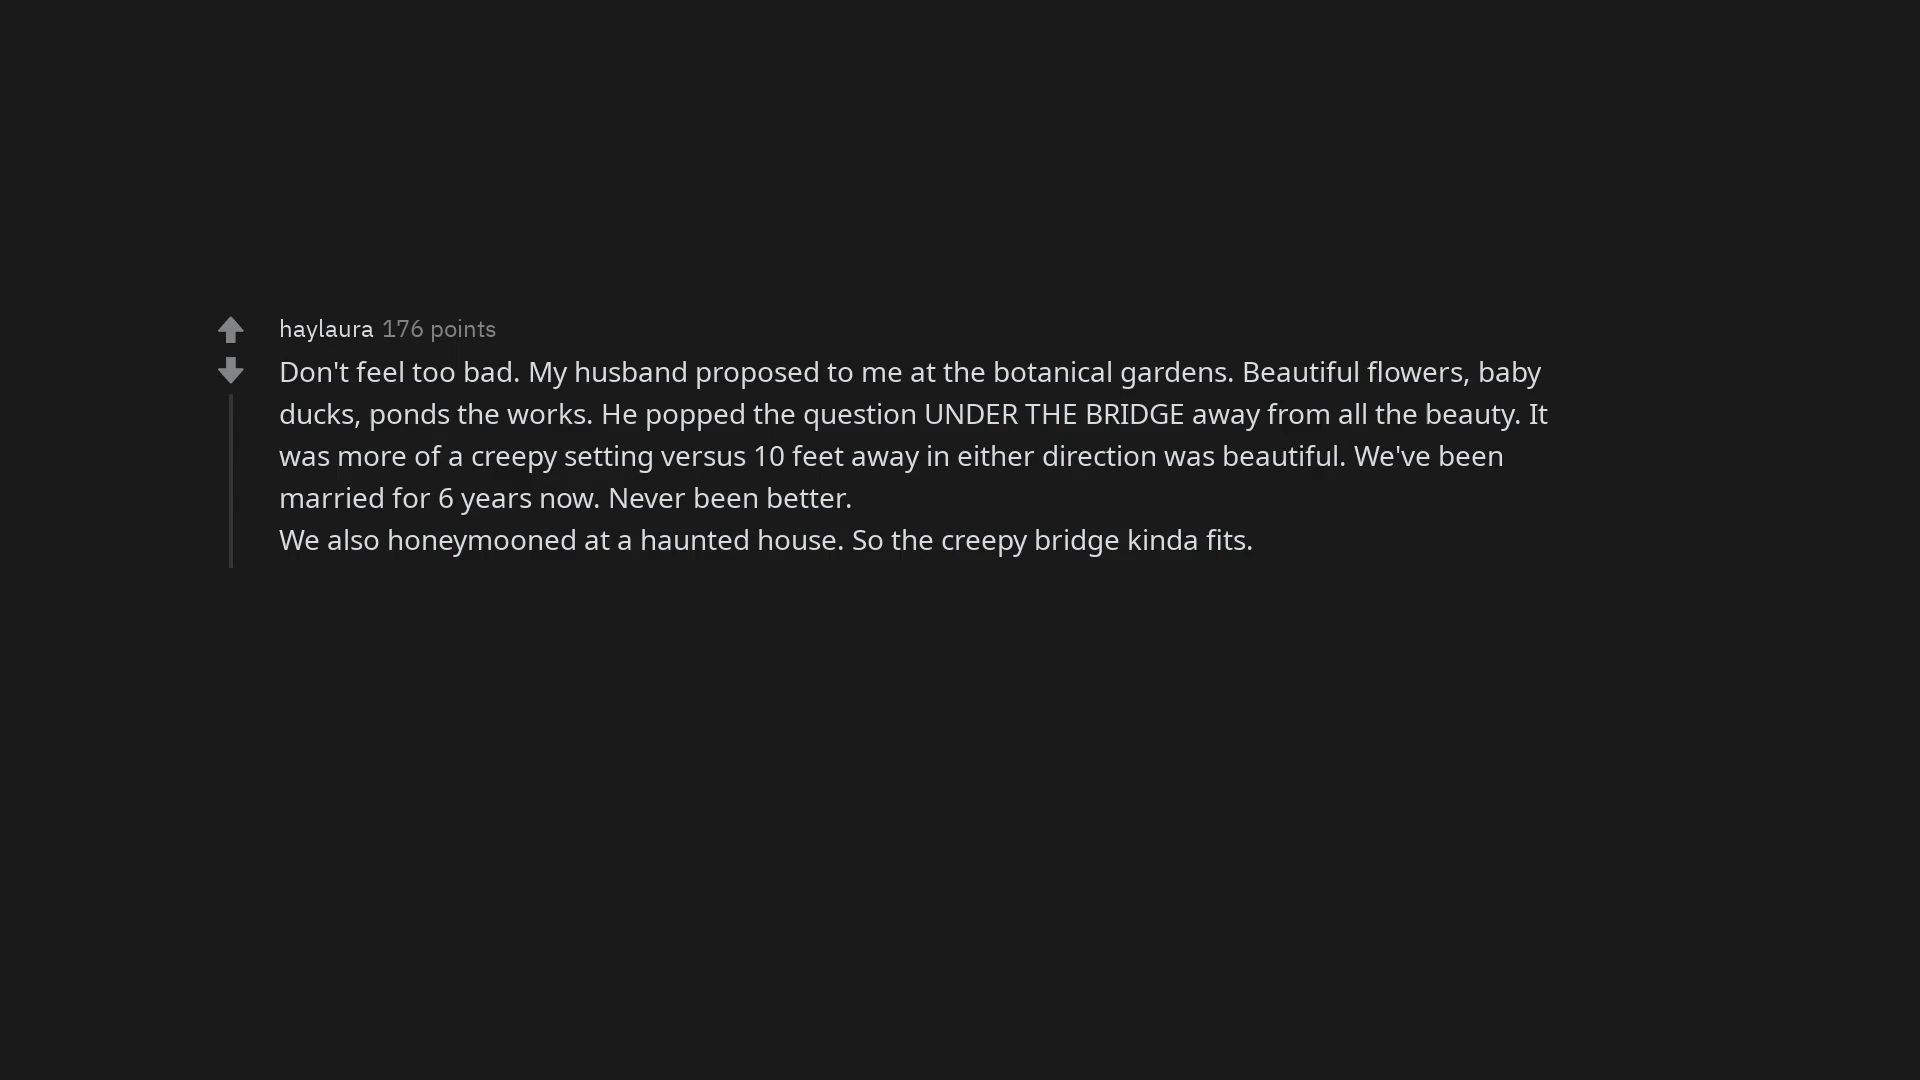 haylaura 176 points
Don't feel too bad. My husband proposed to me at the botanical gardens. Beautiful flowers, baby
ducks, ponds the works. He popped the question UNDER THE BRIDGE away from all the beauty. It
was more of a creepy setting versus 10 feet away in either direction was beautiful. We've been
married for 6 years now. Never been better.
We also honeymooned at a haunted house. So the creepy bridge kinda fits.